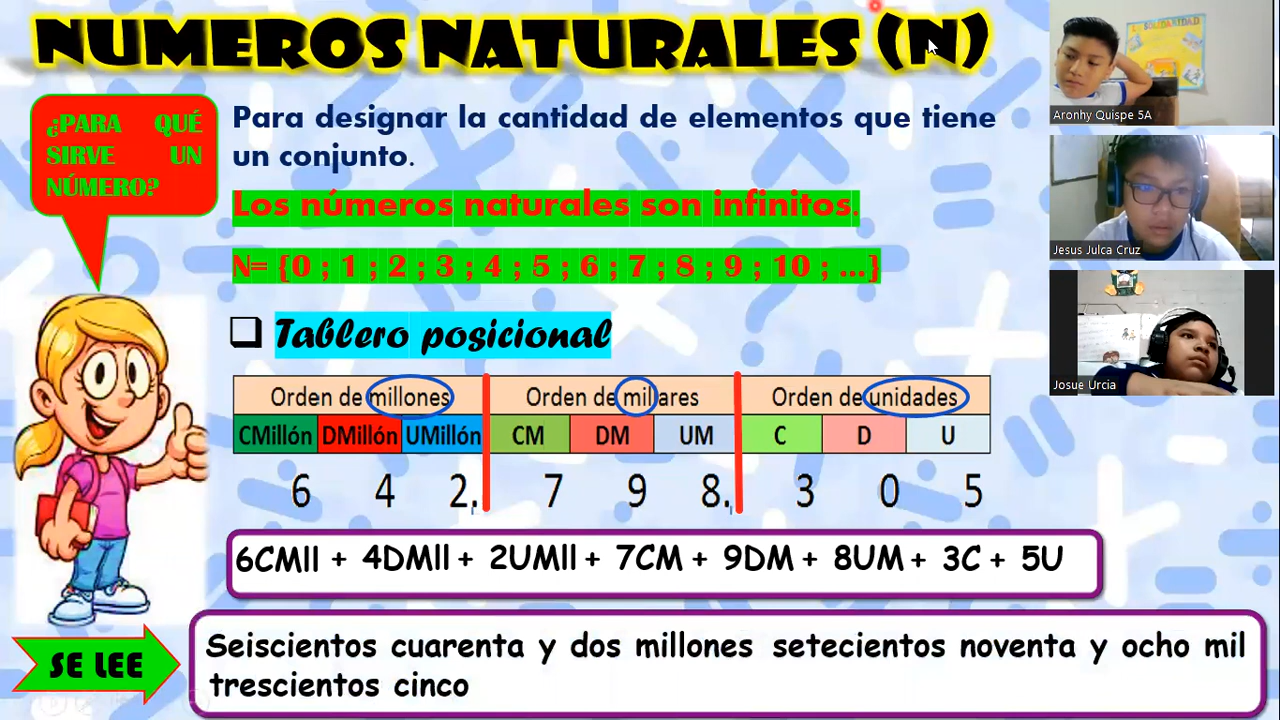 NUMEROS NATURALES (N)
¿PARA QUÉ
SIRVE UN
NÚMERO?
Para designar la cantidad de elementos que tiene
un conjunto.
Los números naturales son infinitos.
N= {0 ; 1 ; 2 ; 3 ; 4 ; 5 ; 6 ; 7 ; 8 ; 9 ; 10 ; ...}
Tablero posicional
Orden de millones Orden de millares Orden de unidades
CMillón DMillón UMillón CM DM UM C D U
6 4 2. 7 9 8. 3 0 5
6CMll + 4DMll + 2UMll + 7CM + 9DM + 8UM + 3C + 5U
SE LEE
Seiscientos cuarenta y dos millones setecientos noventa y ocho mil
trescientos cinco
SOLIDARIDAD
Aronhy Quispe 5A
Jesus Julca Cruz
Josue Urcia